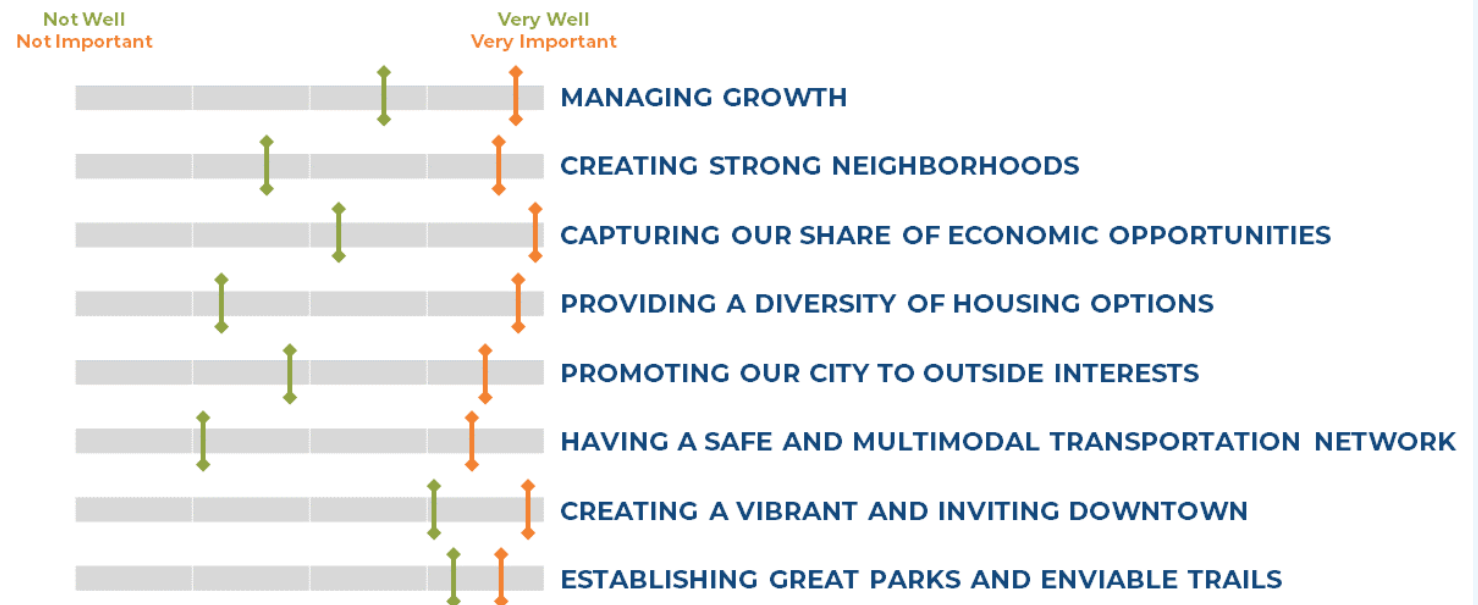 Not Well
Very Well
Not Important
Very Important
MANAGING GROWTH
CREATING STRONG NEIGHBORHOODS
CAPTURING OUR SHARE OF ECONOMIC OPPORTUNITIES
PROVIDING A DIVERSITY OF HOUSING OPTIONS
PROMOTING OUR CITY TO OUTSIDE INTERESTS
HAVING A SAFE AND MULTIMODAL TRANSPORTATION NETWORK
CREATING A VIBRANT AND INVITING DOWNTOWN
ESTABLISHING GREAT PARKS AND ENVIABLE TRAILS